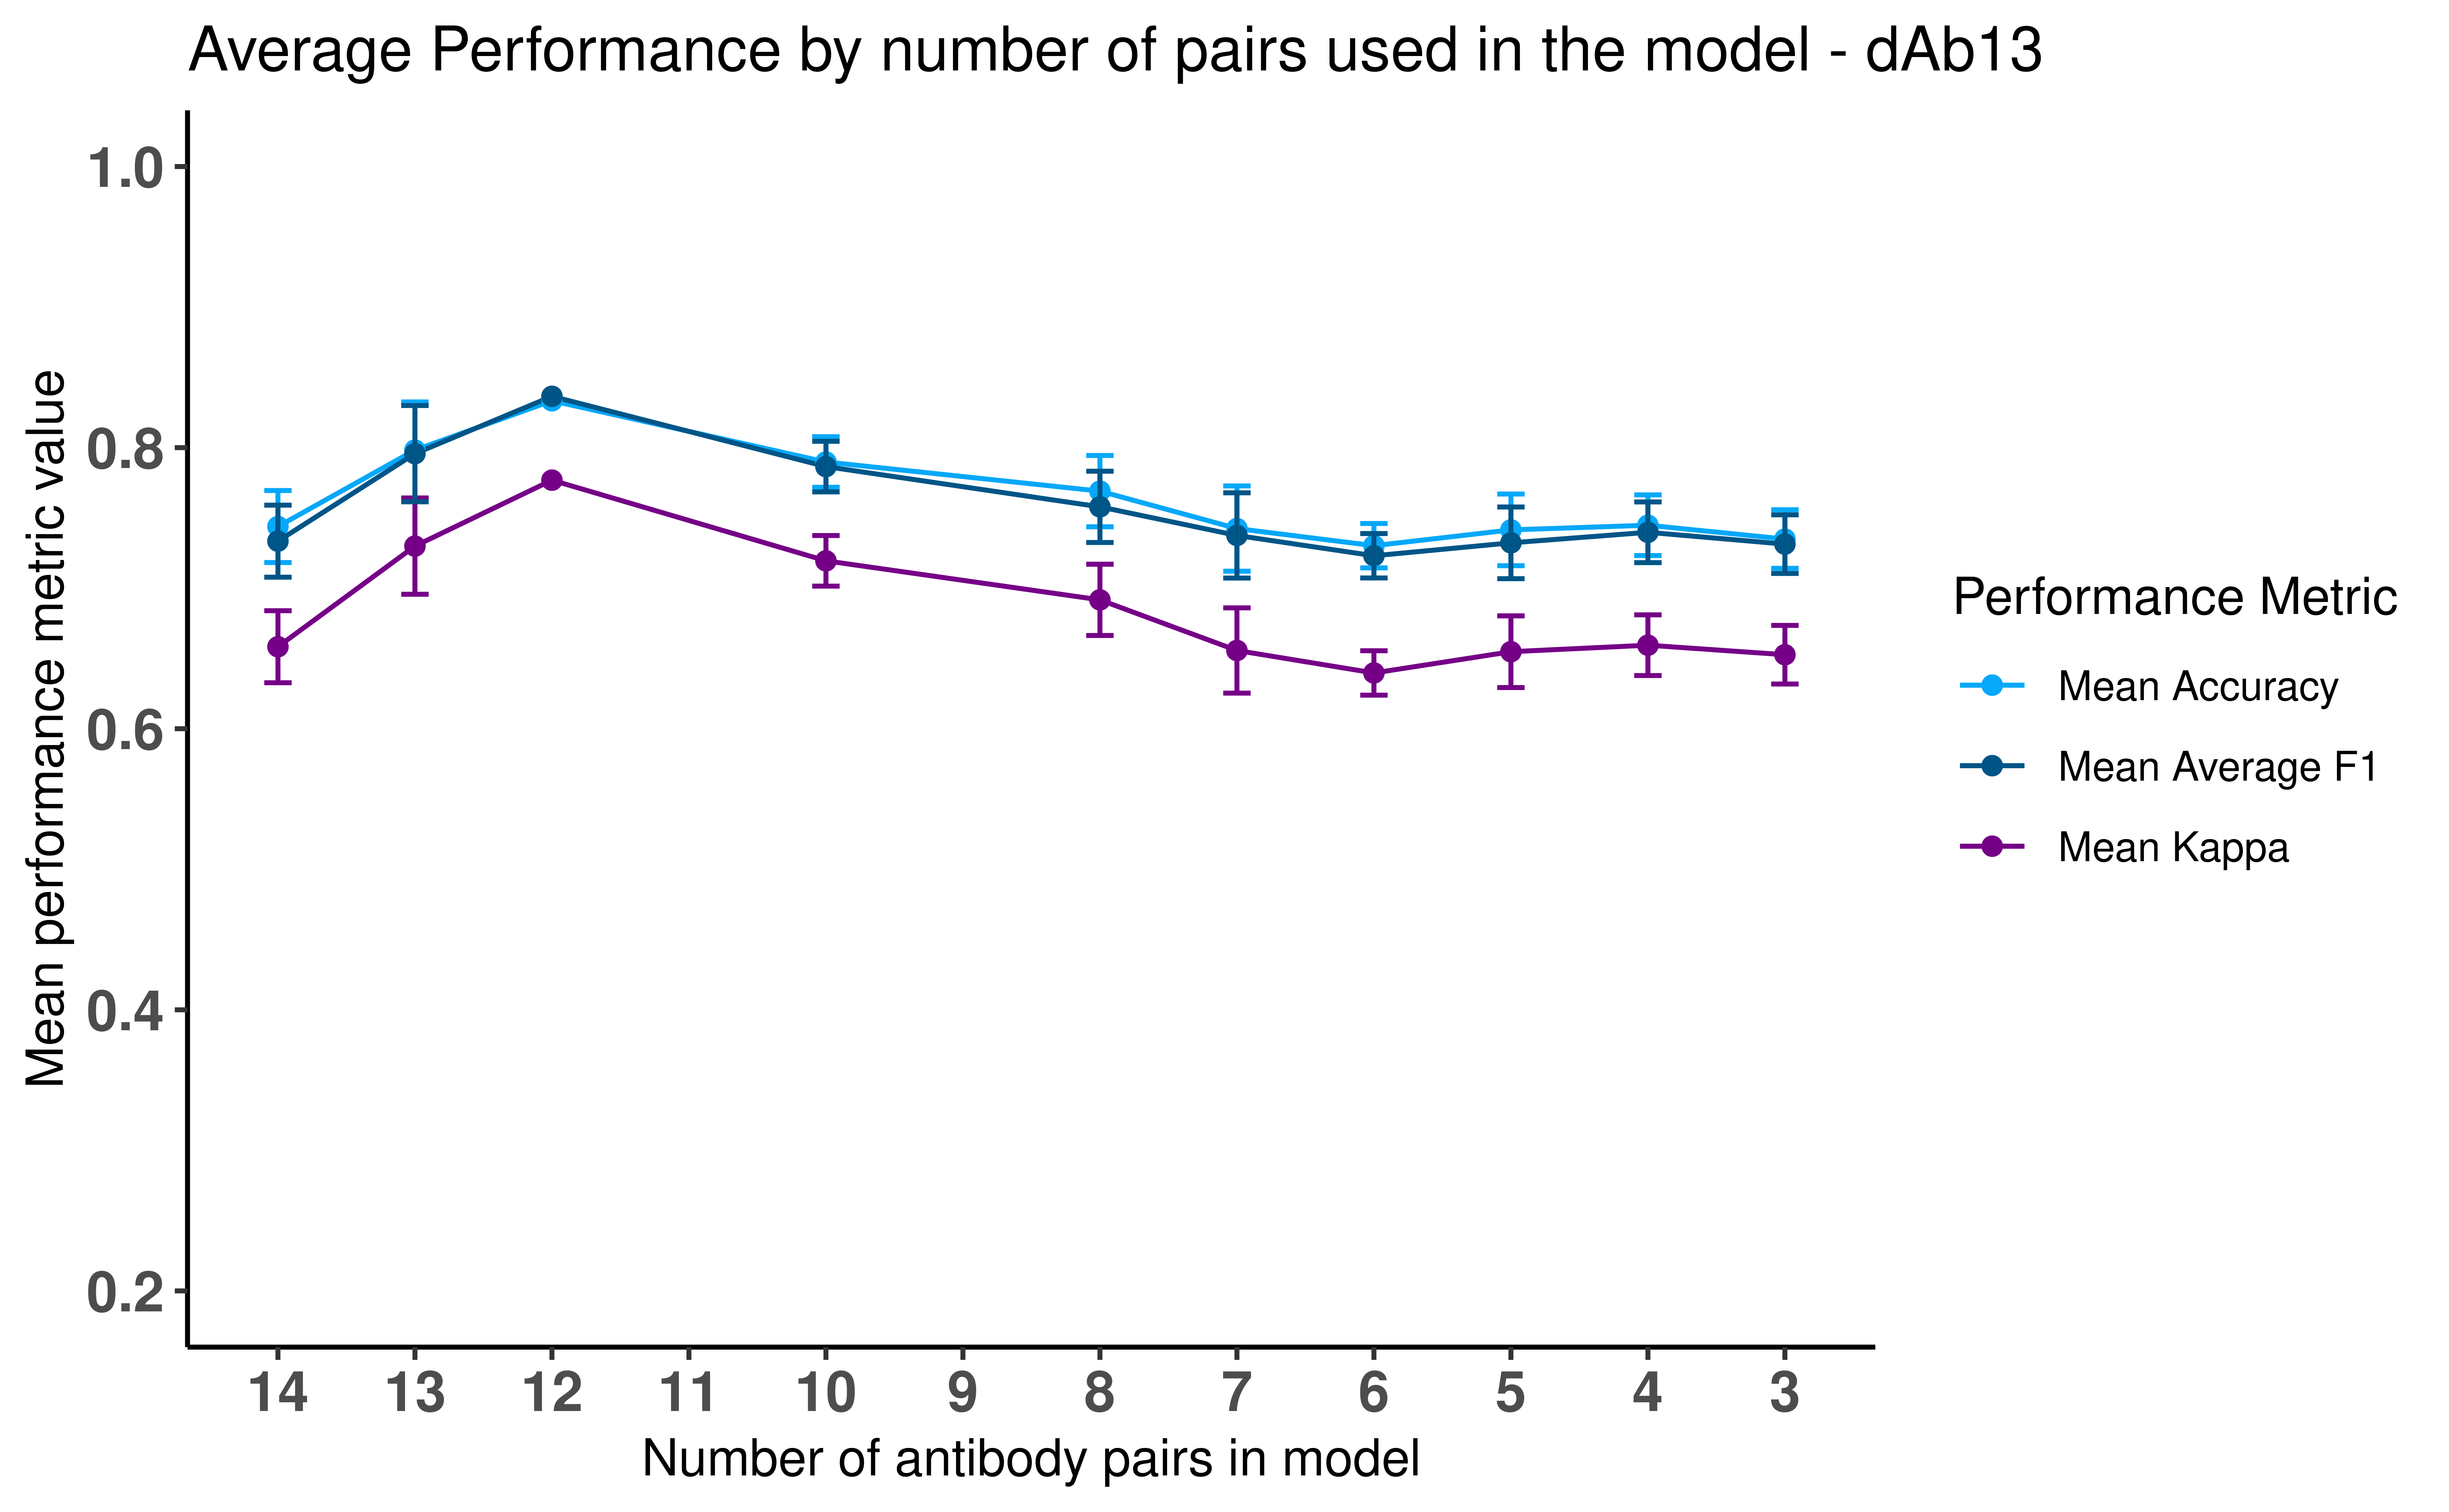 Average Performance by number of pairs used in the model - dAb13
Mean performance metric value
1.0
0.8
0.6
0.4
0.2
14 13 12 11 10 9 8 7 6 5 4 3
Number of antibody pairs in model
Performance Metric
Mean Accuracy
Mean Average F1
Mean Kappa